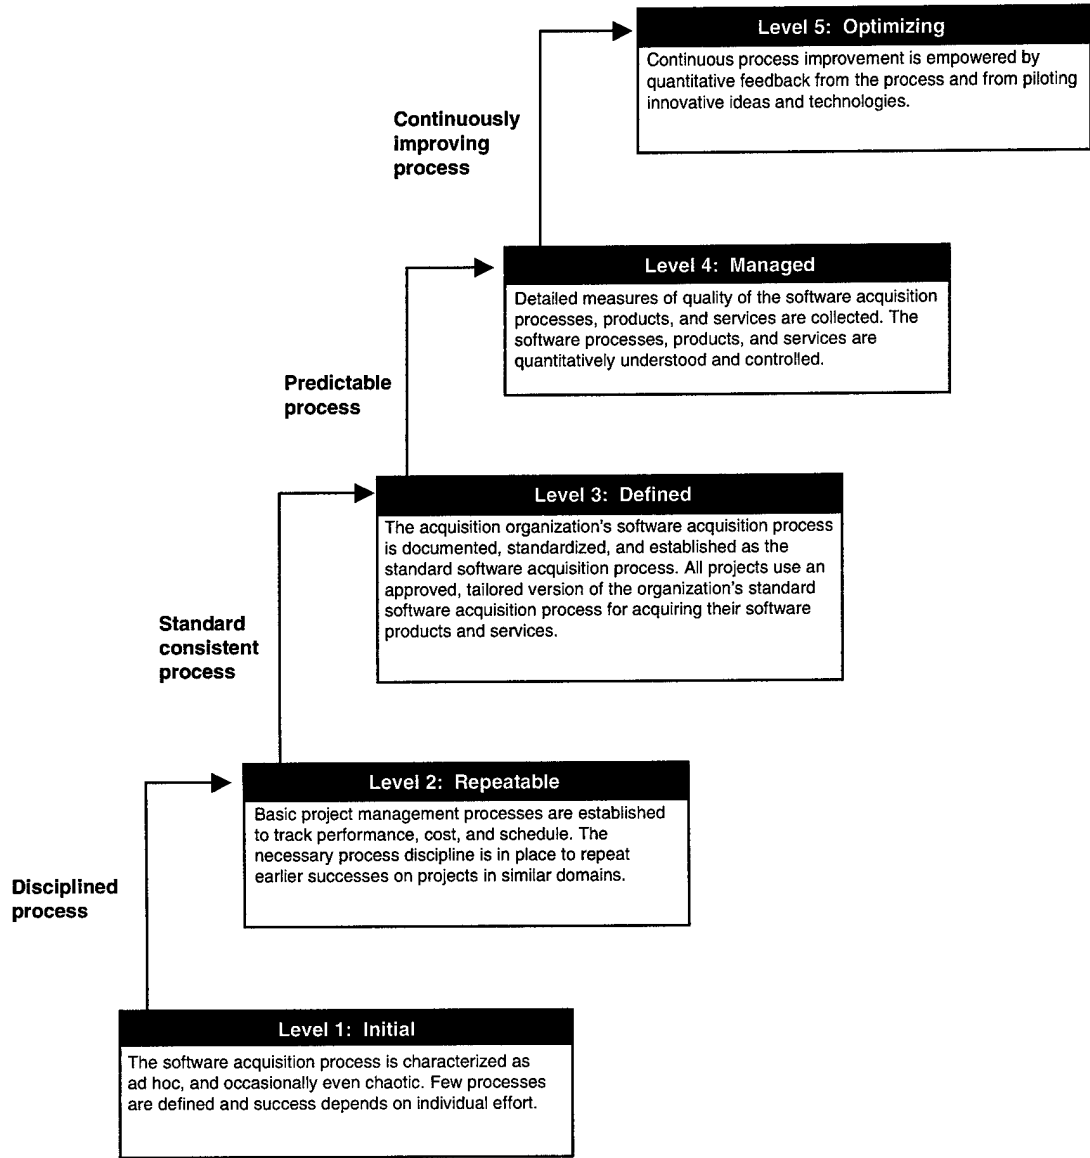 Level 5: Optimizing
Continuous process improvement is empowered by
quantitative feedback from the process and from piloting
innovative ideas and technologies.
Continuously
improving
process
Level 4: Managed
Detailed measures of quality of the software acquisition
processes, products, and services are collected. The
software processes, products, and services are
quantitatively understood and controlled.
Predictable
process
Level 3: Defined
The acquisition organization's software acquisition process
is documented, standardized, and established as the
standard software acquisition process. All projects use an
approved, tailored version of the organization's standard
software acquisition process for acquiring their software
products and services.
Standard
consistent
process
Level 2: Repeatable
Basic project management processes are established
to track performance, cost, and schedule. The
necessary process discipline is in place to repeat
earlier successes on projects in similar domains.
Disciplined
process
Level 1: Initial
The software acquisition process is characterized as
ad hoc, and occasionally even chaotic. Few processes
are defined and success depends on individual effort.